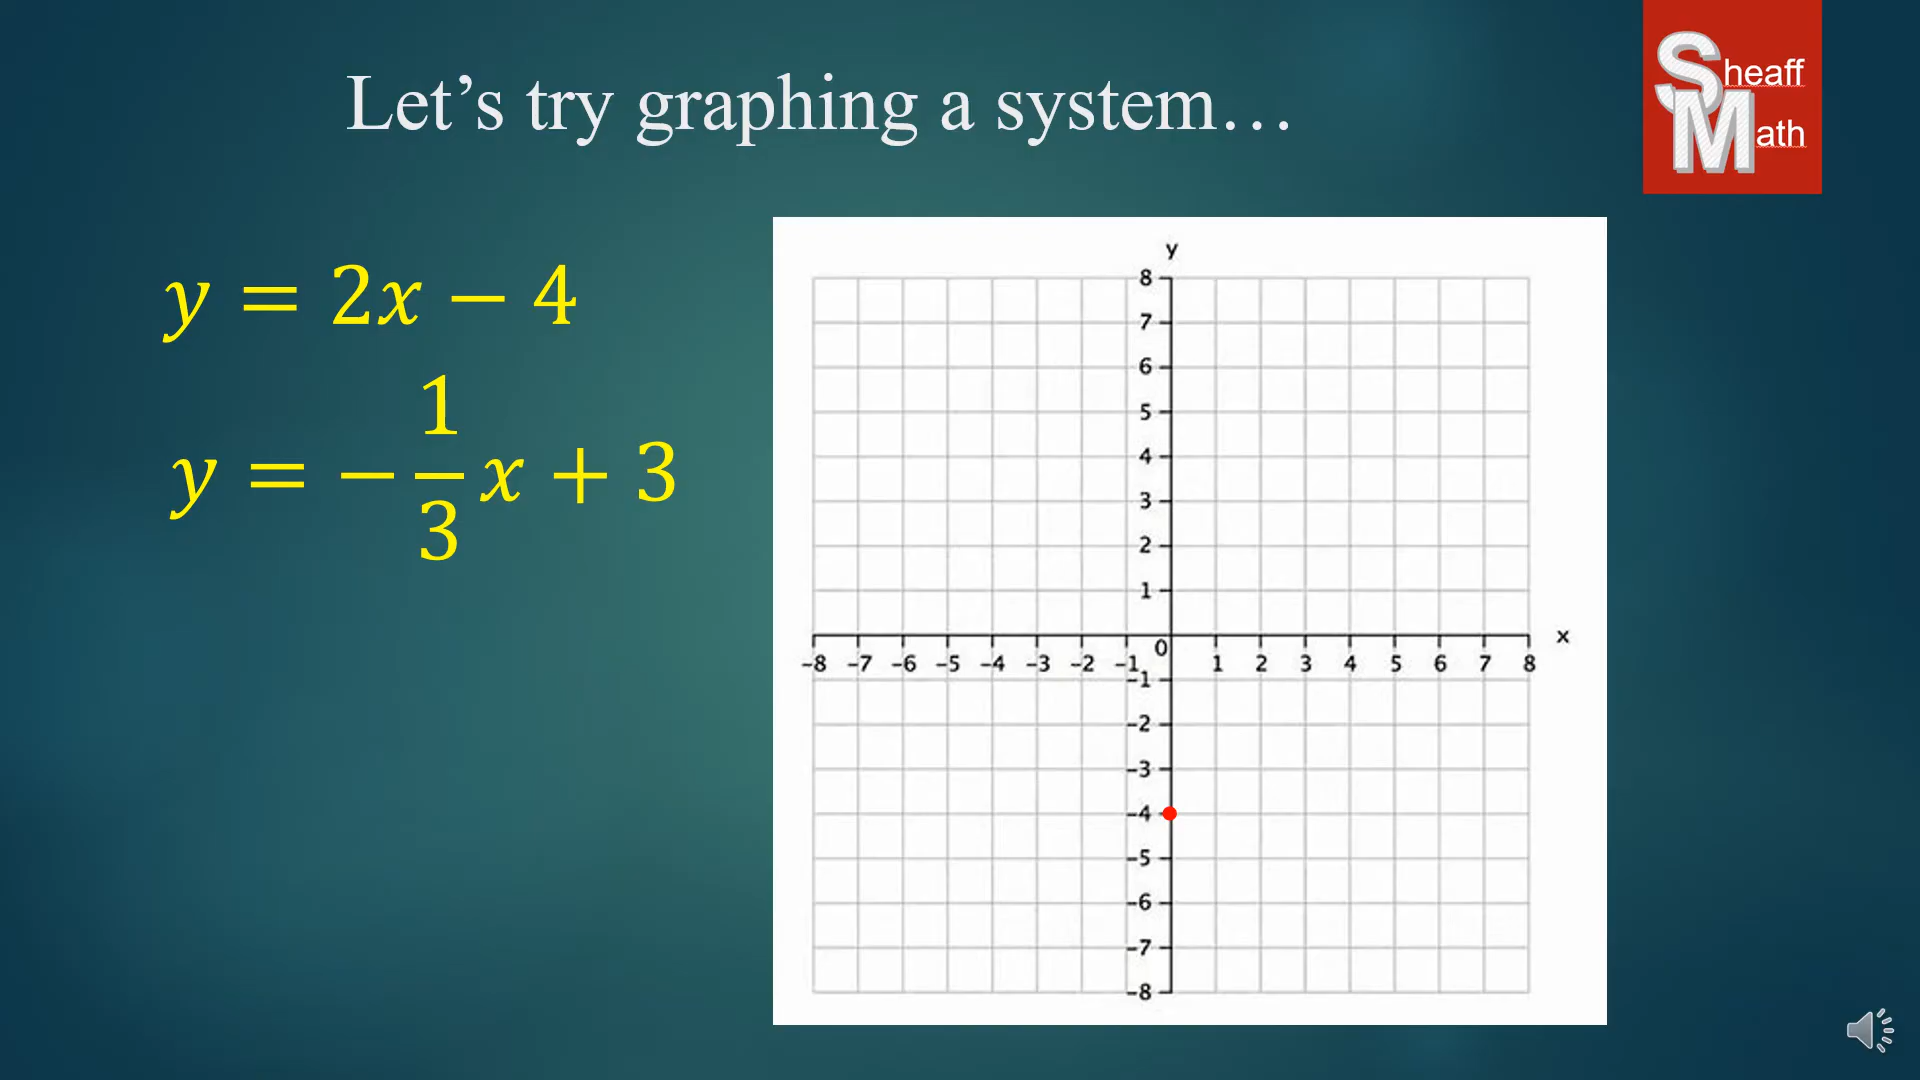 Let’s try graphing a system…
Sheaff
Math
y = 2x − 4
y = −1/3 x + 3
y
8
7
6
5
4
3
2
1
x
0
-8 -7 -6 -5 -4 -3 -2 -1 1 2 3 4 5 6 7 8
-1
-2
-3
-4
-5
-6
-7
-8